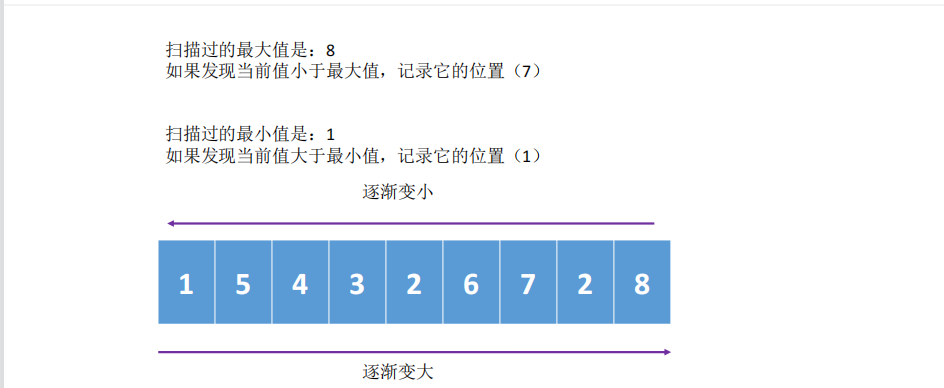 扫描过的最大值是：8
如果发现当前值小于最大值，记录它的位置（7）
扫描过的最小值是：1
如果发现当前值大于最小值，记录它的位置（1）
逐渐变小
1 5 4 3 2 6 7 2 8
逐渐变大